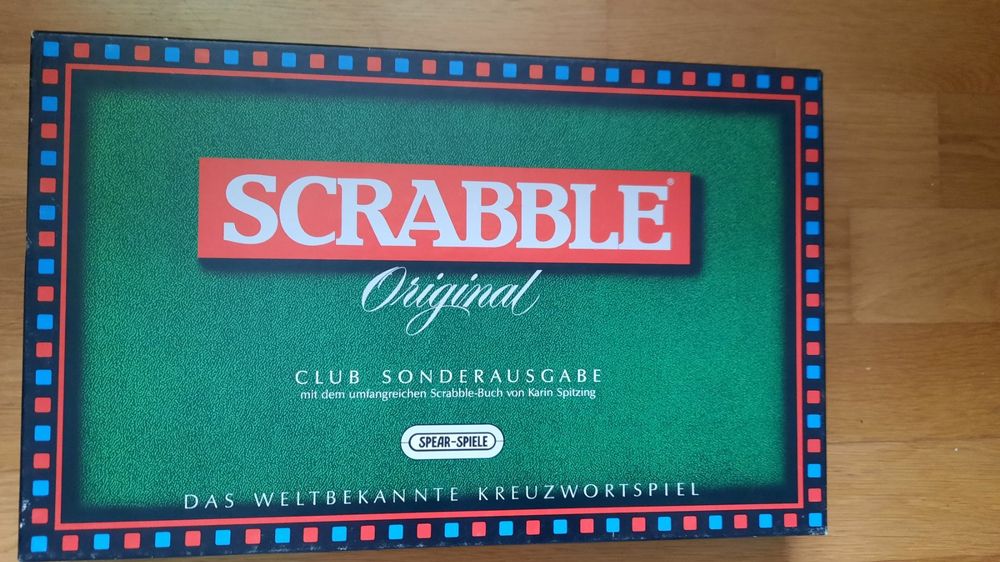 SCRABBLE®
Original
CLUB SONDERAUSGABE
mit dem umfangreichen Scrabble-Buch von Karin Spitzing
SPEAR-SPIELE
DAS WELTBEKANNTE KREUZWORTSPIEL